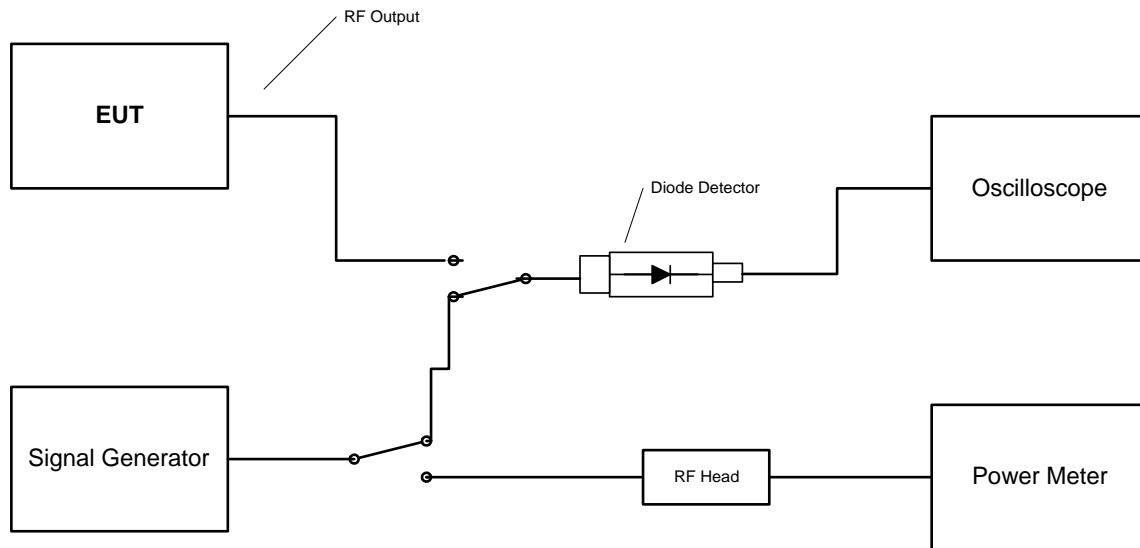 RF Output
EUT
Diode Detector
Oscilloscope
Signal Generator
RF Head
Power Meter